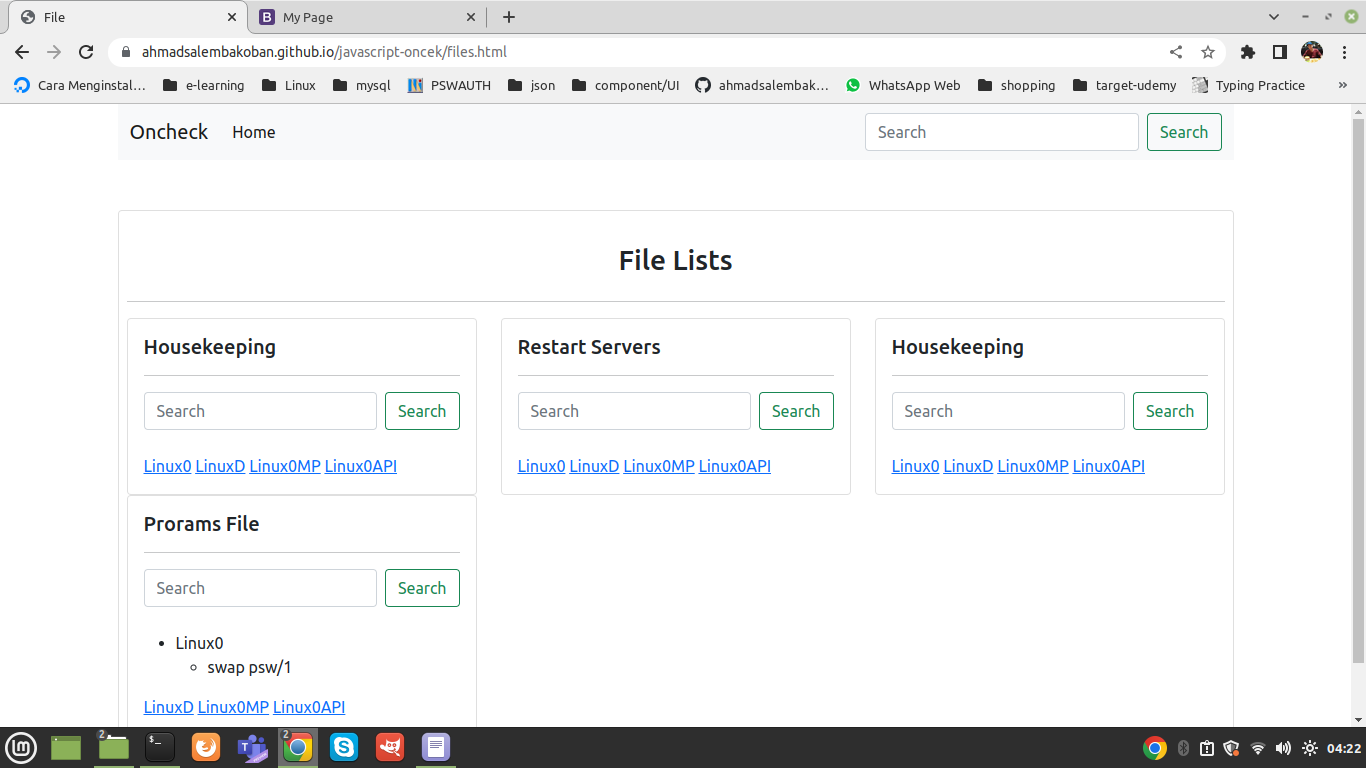 File
My Page
ahmadsalembakoban.github.io/javascript-oncek/files.html
Cara Menginstal...
e-learning
Linux
mysql
PSWAUTH
json
component/UI
ahmadsalembak...
WhatsApp Web
shopping
target-udemy
Typing Practice
»
Oncheck
Home
Search
Search
File Lists
Housekeeping
Search
Search
Linux0 LinuxD Linux0MP Linux0API
Restart Servers
Search
Search
Linux0 LinuxD Linux0MP Linux0API
Housekeeping
Search
Search
Linux0 LinuxD Linux0MP Linux0API
Prorams File
Search
Search
Linux0
swap psw/1
LinuxD Linux0MP Linux0API
2
2
04:22